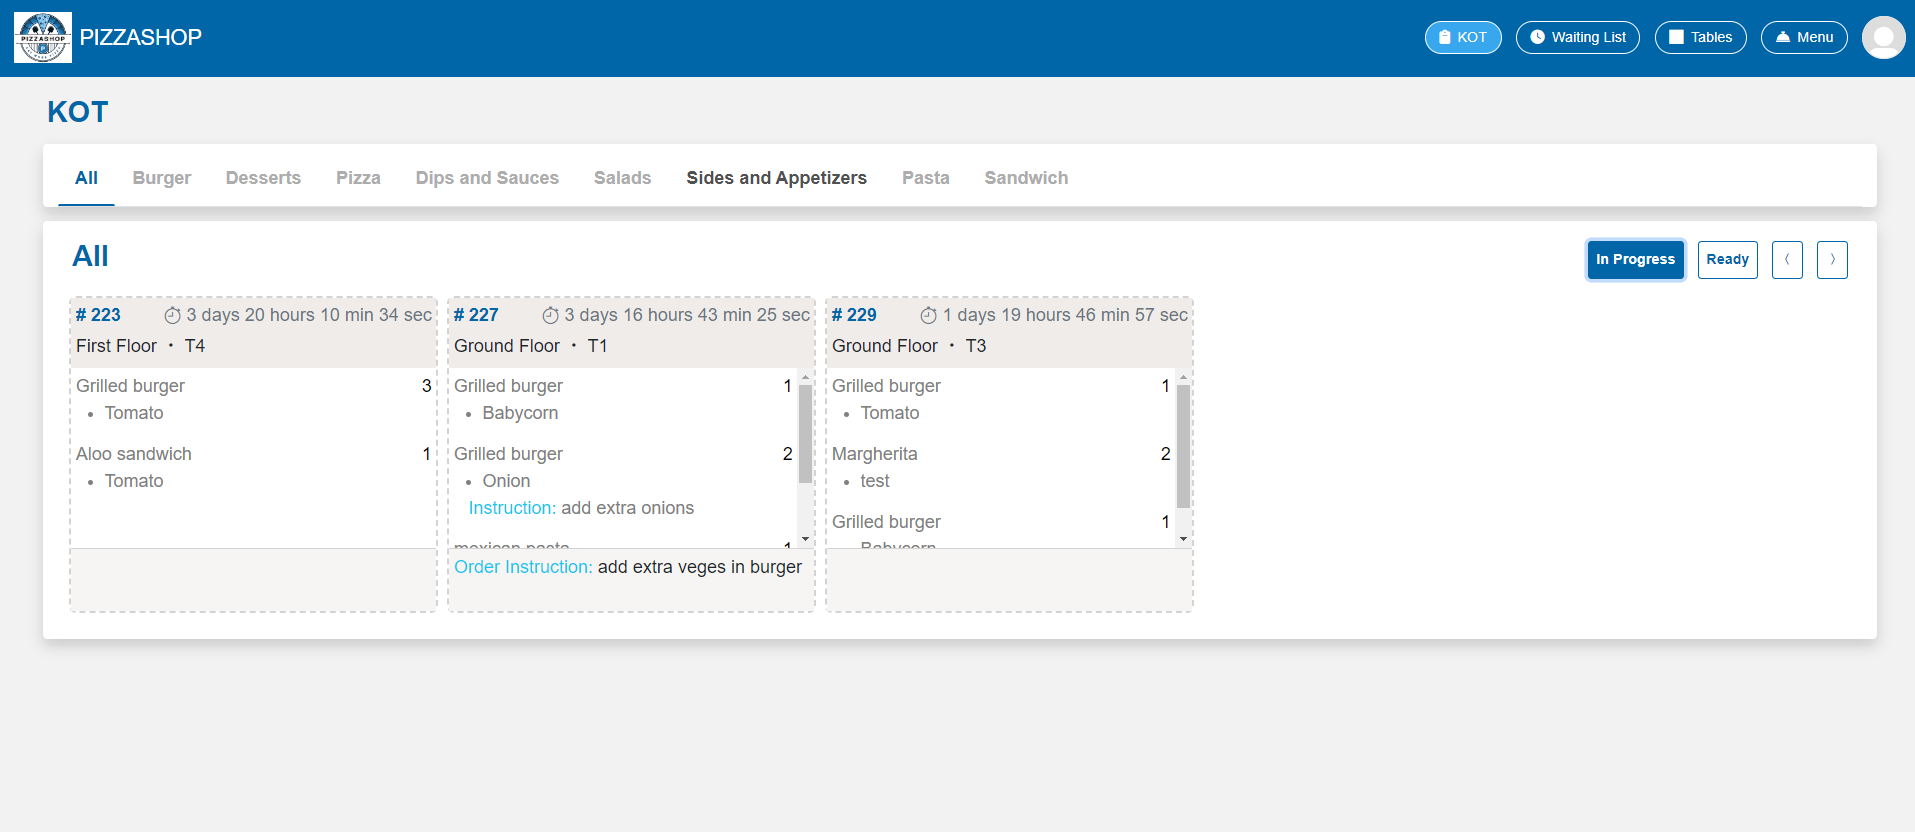 PIZZASHOP
PIZZASHOP
KOT
Waiting List
Tables
Menu
KOT
All
Burger
Desserts
Pizza
Dips and Sauces
Salads
Sides and Appetizers
Pasta
Sandwich
All
In Progress
Ready
〈
〉
# 223
3 days 20 hours 10 min 34 sec
First Floor • T4
Grilled burger 3
• Tomato
Aloo sandwich 1
• Tomato
# 227
3 days 16 hours 43 min 25 sec
Ground Floor • T1
Grilled burger 1
• Babycorn
Grilled burger 2
• Onion
Instruction: add extra onions
mexican pasta 1
Order Instruction: add extra veges in burger
# 229
1 days 19 hours 46 min 57 sec
Ground Floor • T3
Grilled burger 1
• Tomato
Margherita 2
• test
Grilled burger 1
Babycorn